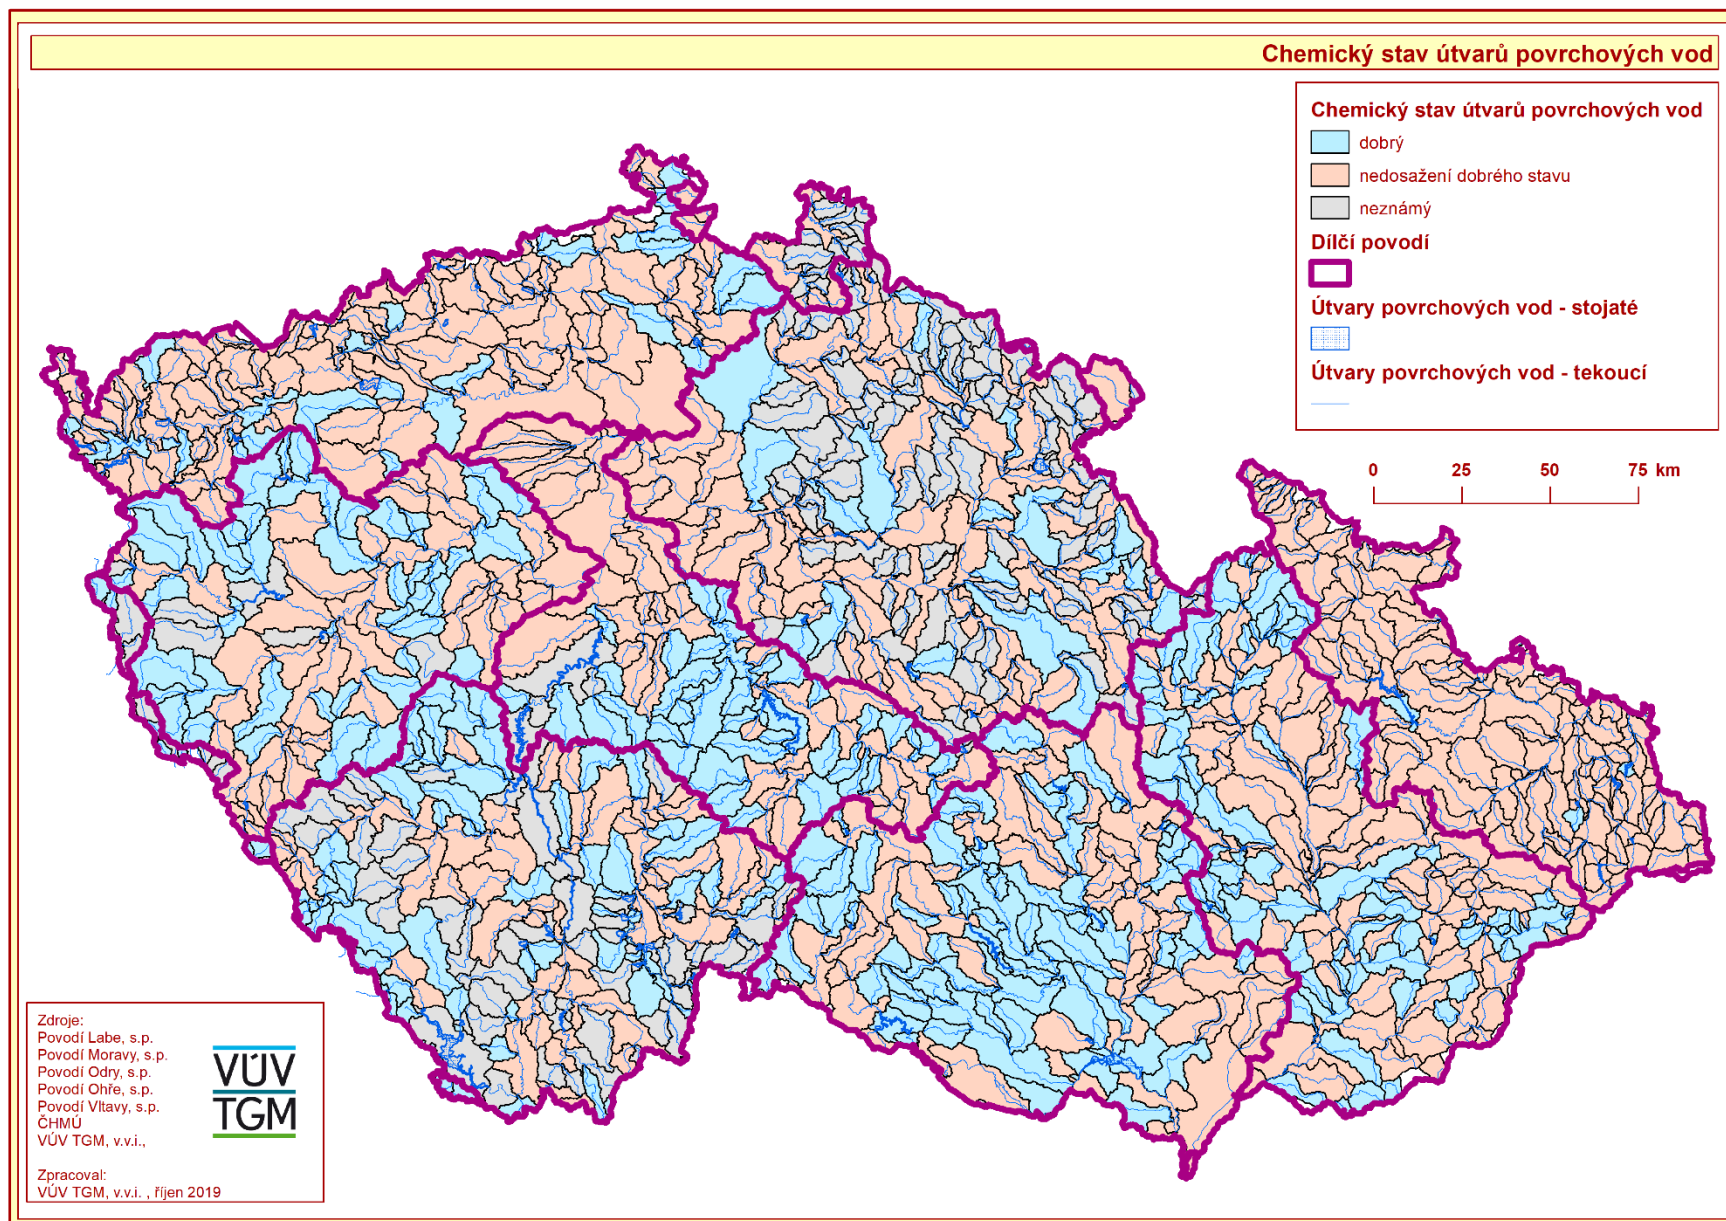 Chemický stav útvarů povrchových vod
Chemický stav útvarů povrchových vod
dobrý
nedosažení dobrého stavu
neznámý
Dílčí povodí
Útvary povrchových vod - stojaté
Útvary povrchových vod - tekoucí
0 25 50 75 km
Zdroje:
Povodí Labe, s.p.
Povodí Moravy, s.p.
Povodí Odry, s.p.
Povodí Ohře, s.p.
Povodí Vltavy, s.p.
ČHMÚ
VÚV TGM, v.v.i.,
Zpracoval:
VÚV TGM, v.v.i. , říjen 2019
VÚV
TGM